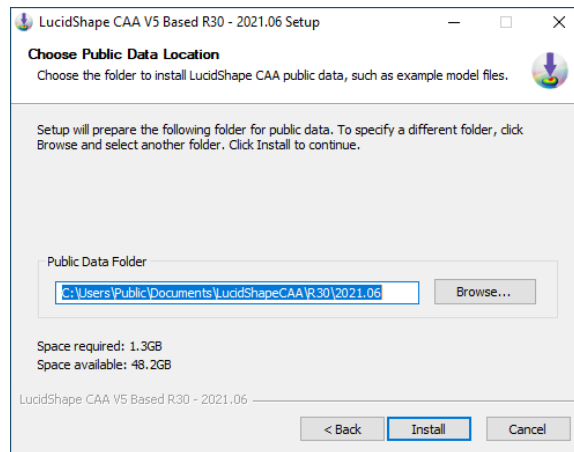 LucidShape CAA V5 Based R30 - 2021.06 Setup
Choose Public Data Location
Choose the folder to install LucidShape CAA public data, such as example model files.
Setup will prepare the following folder for public data. To specify a different folder, click
Browse and select another folder. Click Install to continue.
Public Data Folder
C:\Users\Public\Documents\LucidShapeCAA\R30\2021.06
Browse...
Space required: 1.3GB
Space available: 48.2GB
LucidShape CAA V5 Based R30 - 2021.06
< Back
Install
Cancel